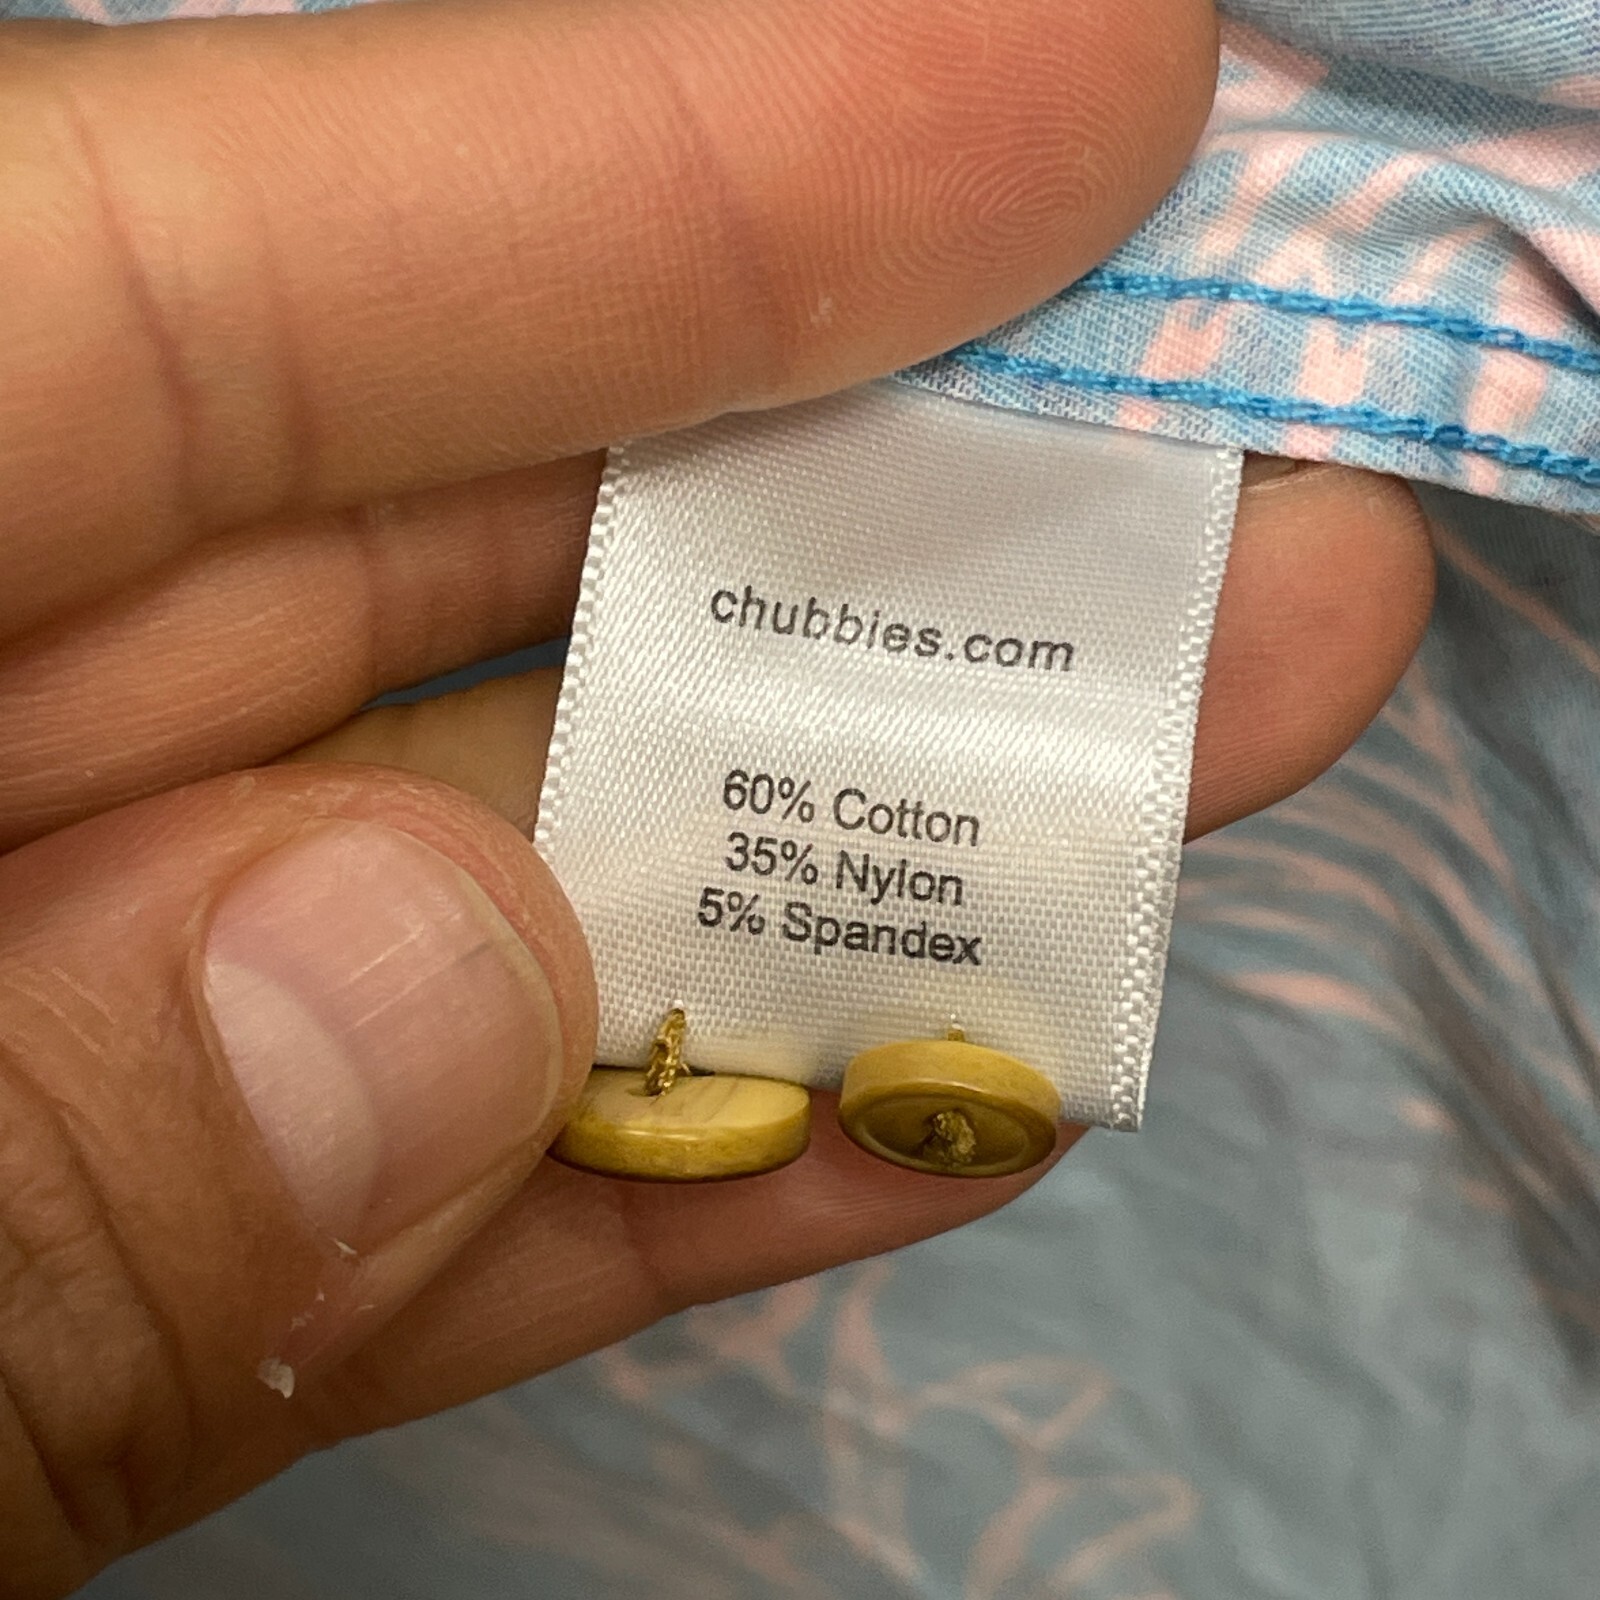 chubbies.com
60% Cotton
35% Nylon
5% Spandex